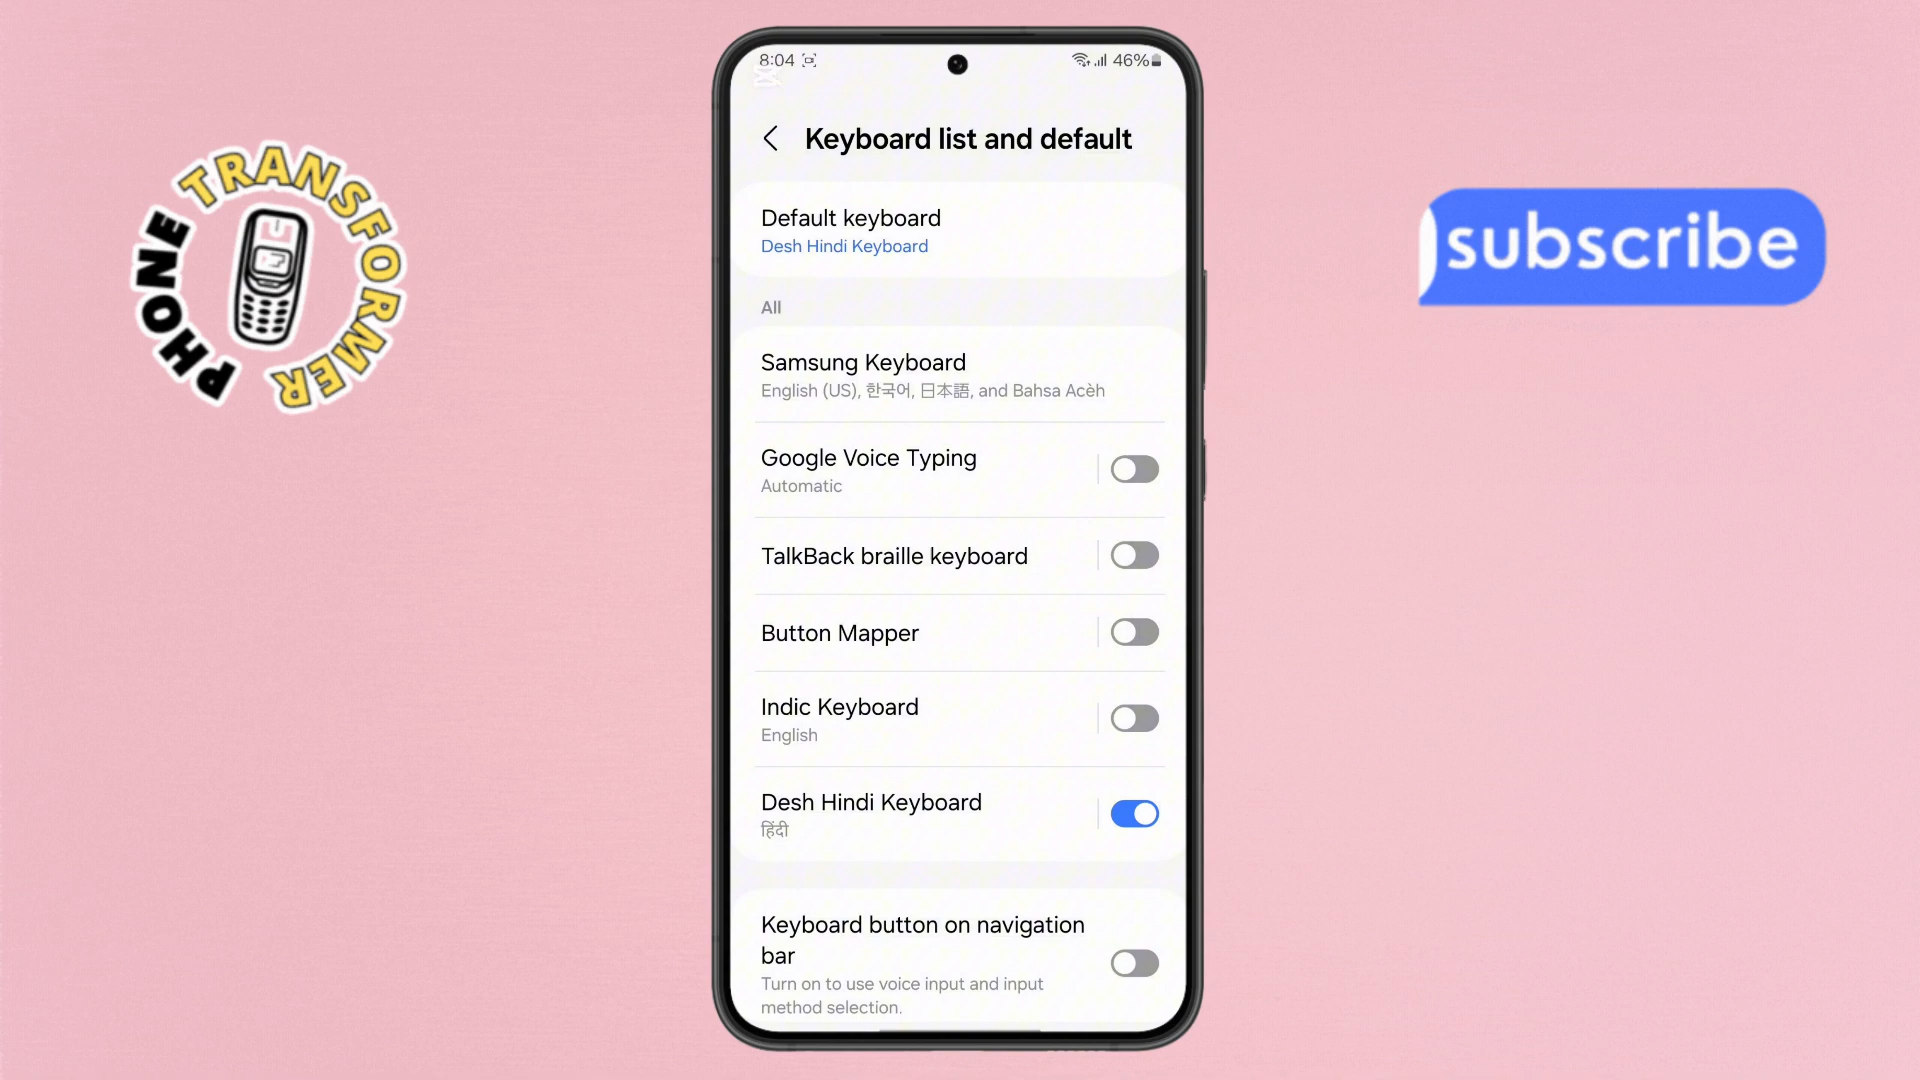 PHONE TRANSFORMER
8:04
46%
Keyboard list and default
subscribe
Default keyboard
Desh Hindi Keyboard
All
Samsung Keyboard
English (US), 한국어, 日本語, and Bahsa Acèh
Google Voice Typing
Automatic
TalkBack braille keyboard
Button Mapper
Indic Keyboard
English
Desh Hindi Keyboard
हिंदी
Keyboard button on navigation
bar
Turn on to use voice input and input
method selection.